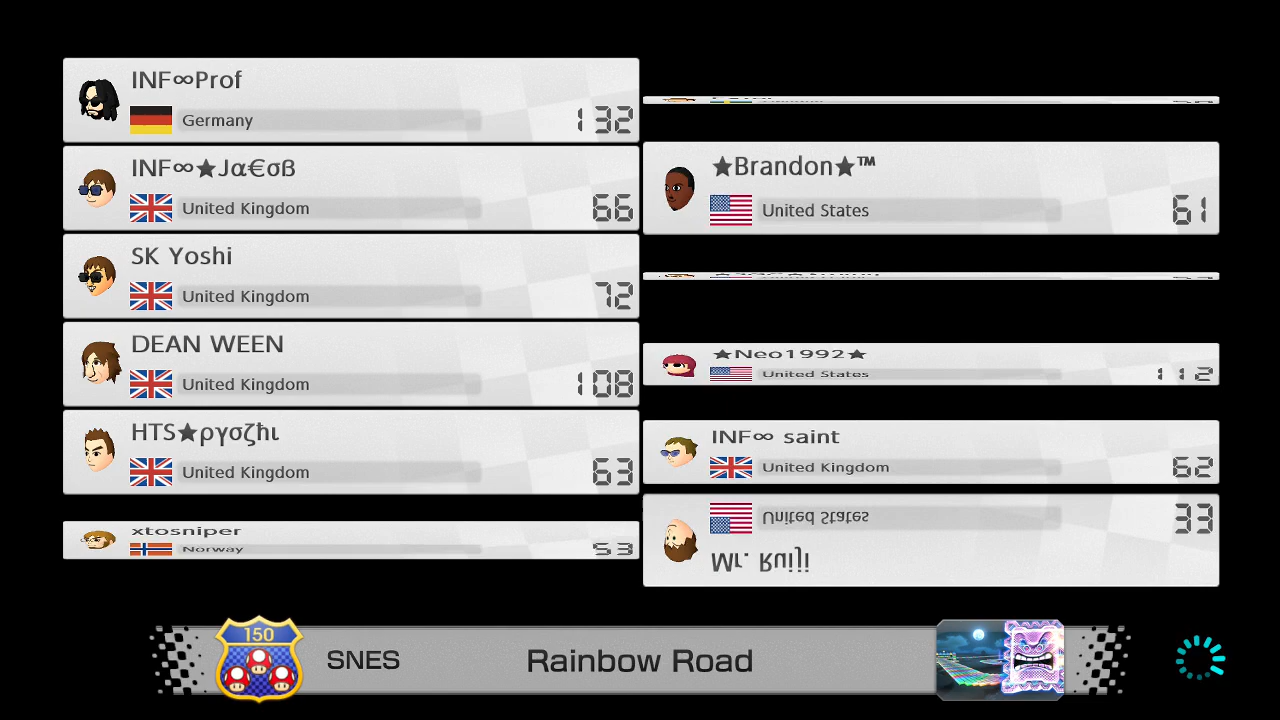 INF∞Prof
Germany
132
INF∞★Jα€σß
United Kingdom
66
SK Yoshi
United Kingdom
72
DEAN WEEN
United Kingdom
108
HTS★ργσζħι
United Kingdom
63
xtosniper
Norway
53
★Brandon★™
United States
61
★Neo1992★
United States
112
INF∞ saint
United Kingdom
62
United States
33
Mr. Ruiji
150
SNES
Rainbow Road